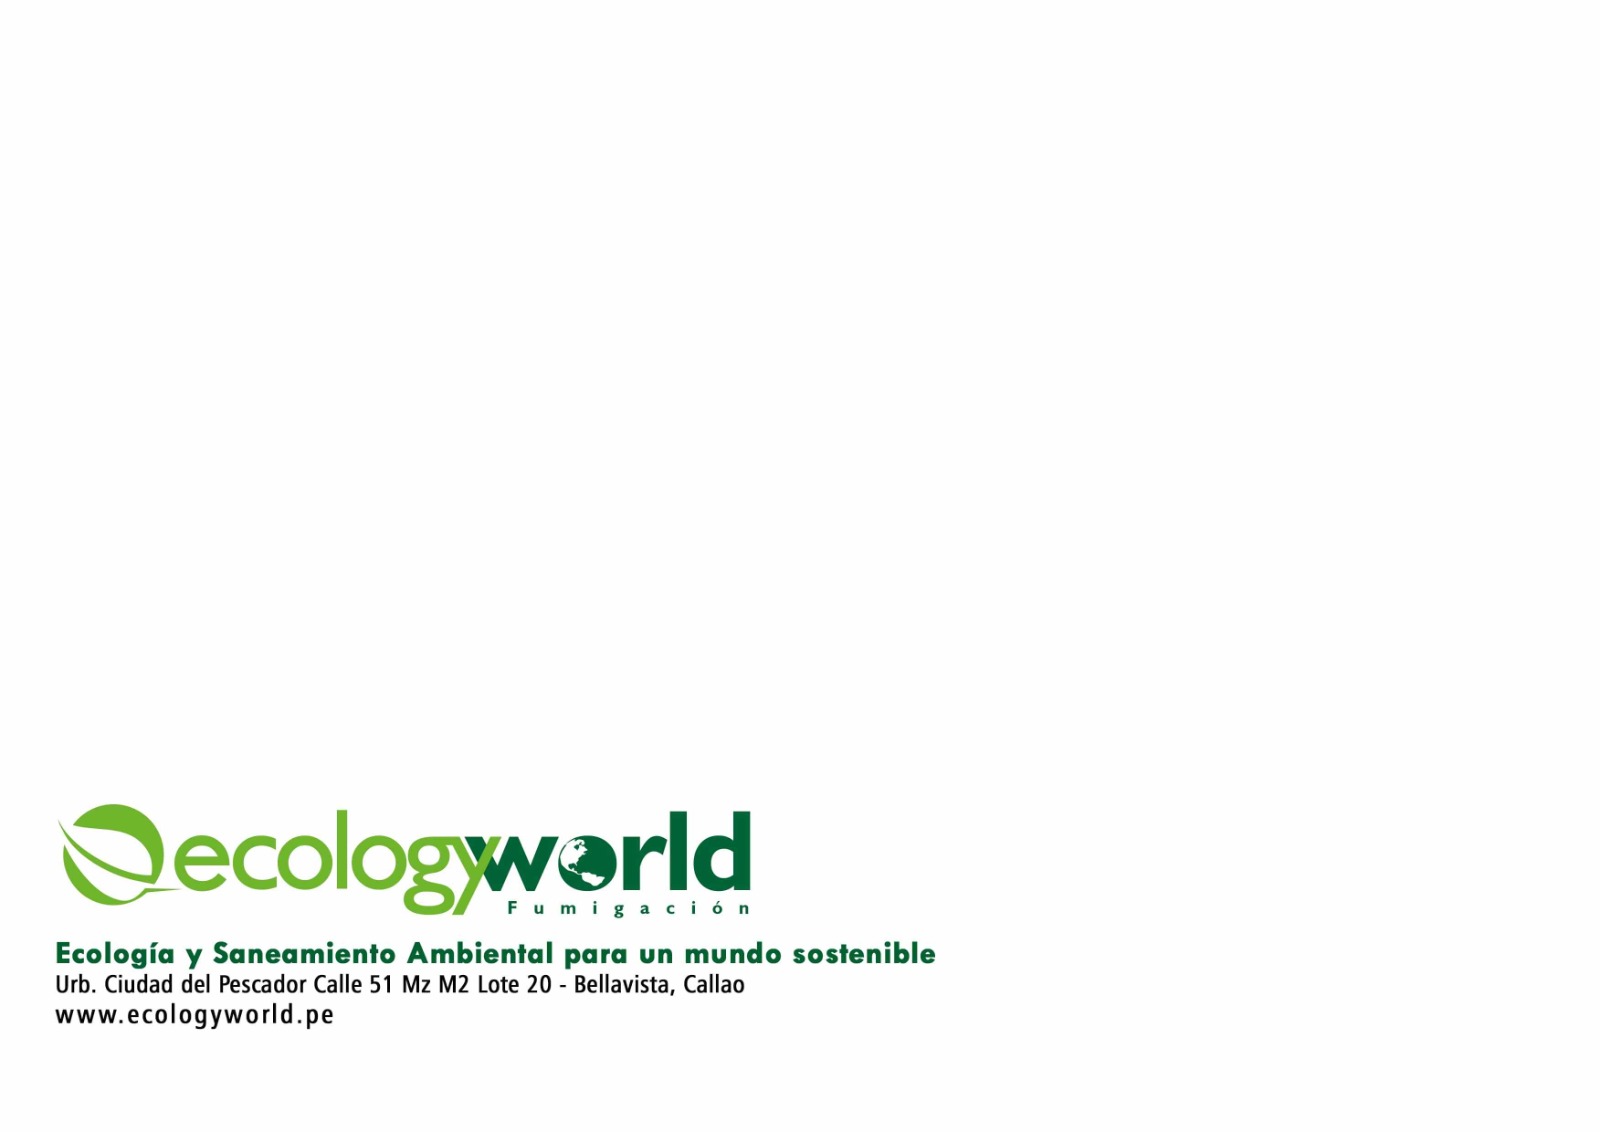 ecologyworld
Fumigación
Ecología y Saneamiento Ambiental para un mundo sostenible
Urb. Ciudad del Pescador Calle 51 Mz M2 Lote 20 - Bellavista, Callao
www.ecologyworld.pe